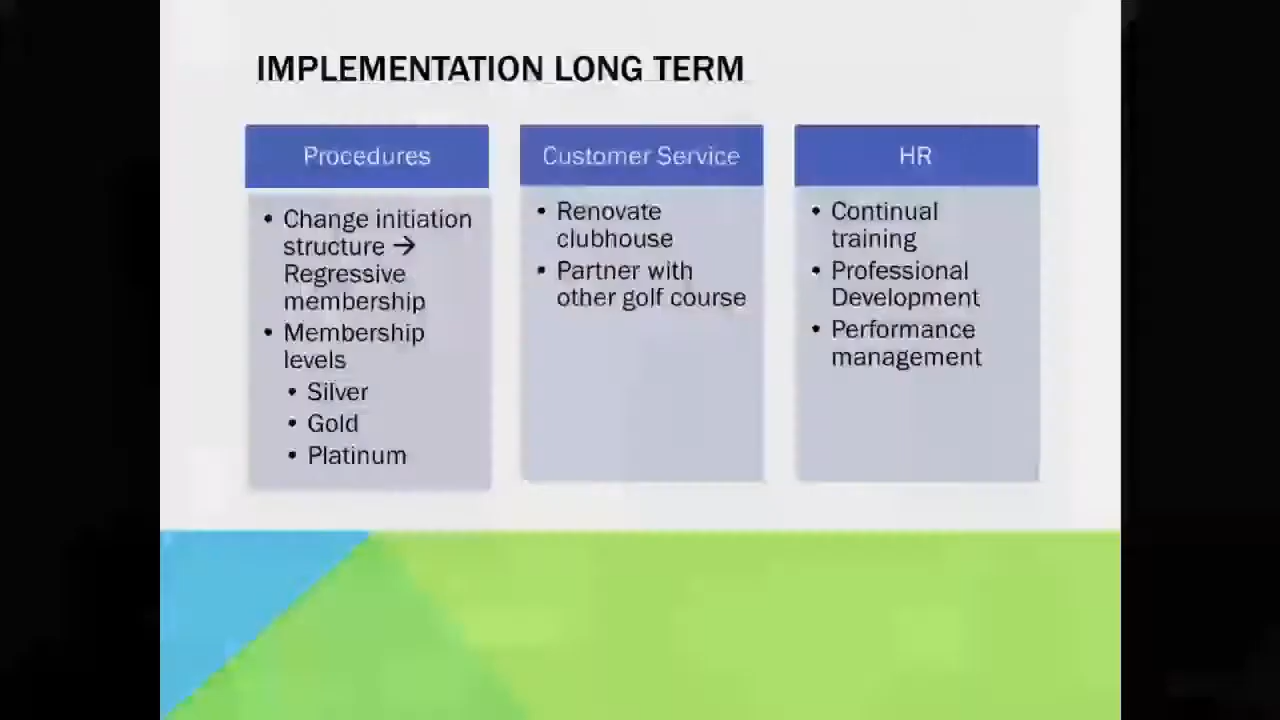 IMPLEMENTATION LONG TERM
Procedures
• Change initiation
structure →
Regressive
membership
• Membership
levels
• Silver
• Gold
• Platinum
Customer Service
• Renovate
clubhouse
• Partner with
other golf course
HR
• Continual
training
• Professional
Development
• Performance
management